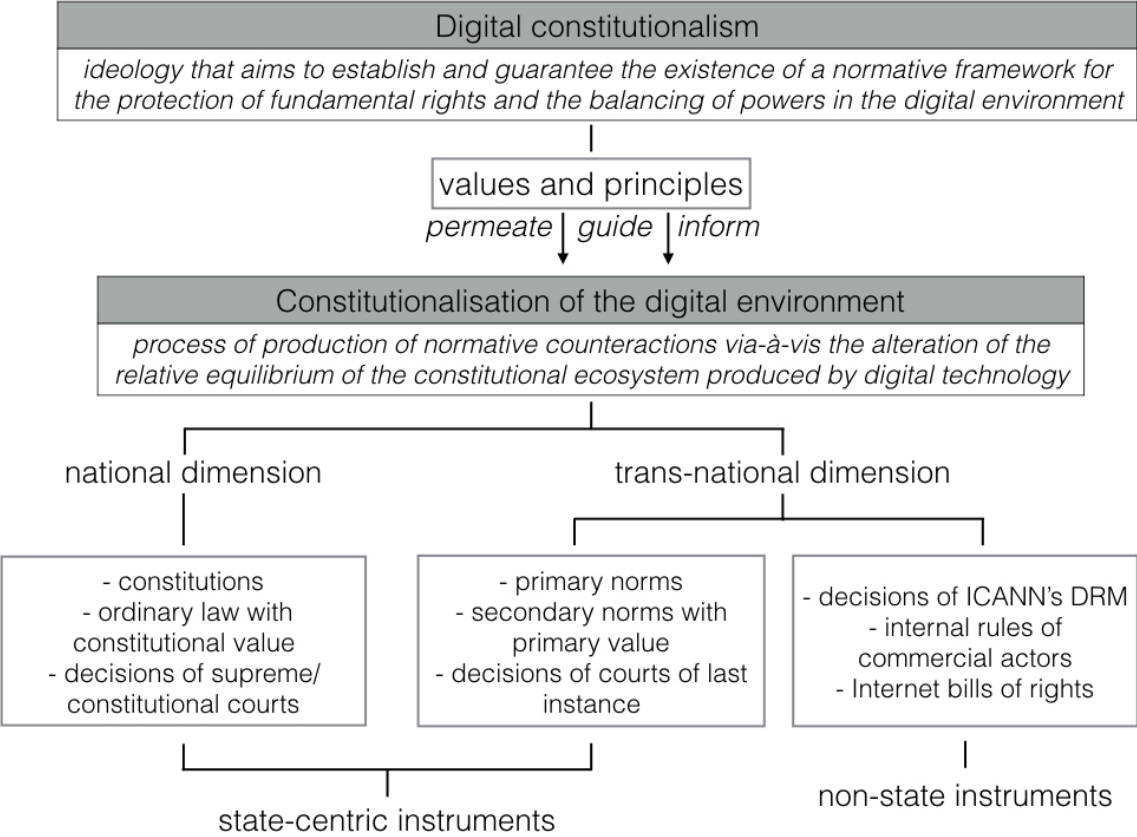 Digital constitutionalism
ideology that aims to establish and guarantee the existence of a normative framework for
the protection of fundamental rights and the balancing of powers in the digital environment
values and principles
permeate guide inform
Constitutionalisation of the digital environment
process of production of normative counteractions via-à-vis the alteration of the
relative equilibrium of the constitutional ecosystem produced by digital technology
national dimension
trans-national dimension
- constitutions
- ordinary law with
constitutional value
- decisions of supreme/
constitutional courts
- primary norms
- secondary norms with
primary value
- decisions of courts of last
instance
- decisions of ICANN's DRM
- internal rules of
commercial actors
- Internet bills of rights
state-centric instruments
non-state instruments